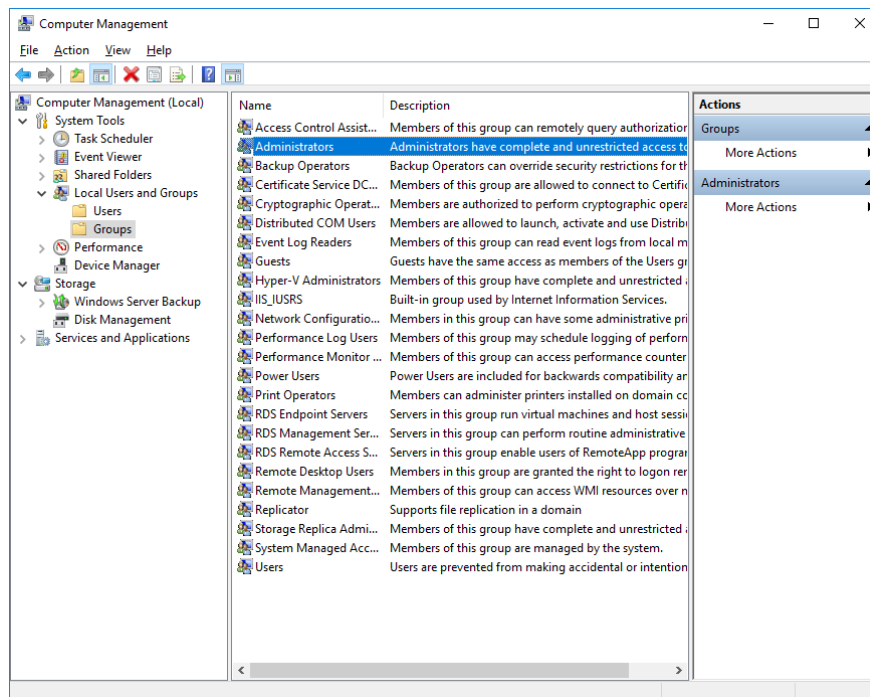 Computer Management
File Action View Help
Computer Management (Local)
System Tools
Task Scheduler
Event Viewer
Shared Folders
Local Users and Groups
Users
Groups
Performance
Device Manager
Storage
Windows Server Backup
Disk Management
Services and Applications
Name Description
Access Control Assist... Members of this group can remotely query authorization
Administrators Administrators have complete and unrestricted access to
Backup Operators Backup Operators can override security restrictions for th
Certificate Service DC... Members of this group are allowed to connect to Certific
Cryptographic Operat... Members are authorized to perform cryptographic opera
Distributed COM Users Members are allowed to launch, activate and use Distribu
Event Log Readers Members of this group can read event logs from local m
Guests Guests have the same access as members of the Users gr
Hyper-V Administrators Members of this group have complete and unrestricted
IIS_IUSRS Built-in group used by Internet Information Services.
Network Configuratio... Members in this group can have some administrative pri
Performance Log Users Members of this group may schedule logging of perform
Performance Monitor ... Members of this group can access performance counter
Power Users Power Users are included for backwards compatibility an
Print Operators Members can administer printers installed on domain co
RDS Endpoint Servers Servers in this group run virtual machines and host sessi
RDS Management Ser... Servers in this group can perform routine administrative
RDS Remote Access S... Servers in this group enable users of RemoteApp program
Remote Desktop Users Members in this group are granted the right to logon rem
Remote Management... Members of this group can access WMI resources over m
Replicator Supports file replication in a domain
Storage Replica Admi... Members of this group have complete and unrestricted
System Managed Acc... Members of this group are managed by the system.
Users Users are prevented from making accidental or intention
Actions
Groups
More Actions
Administrators
More Actions